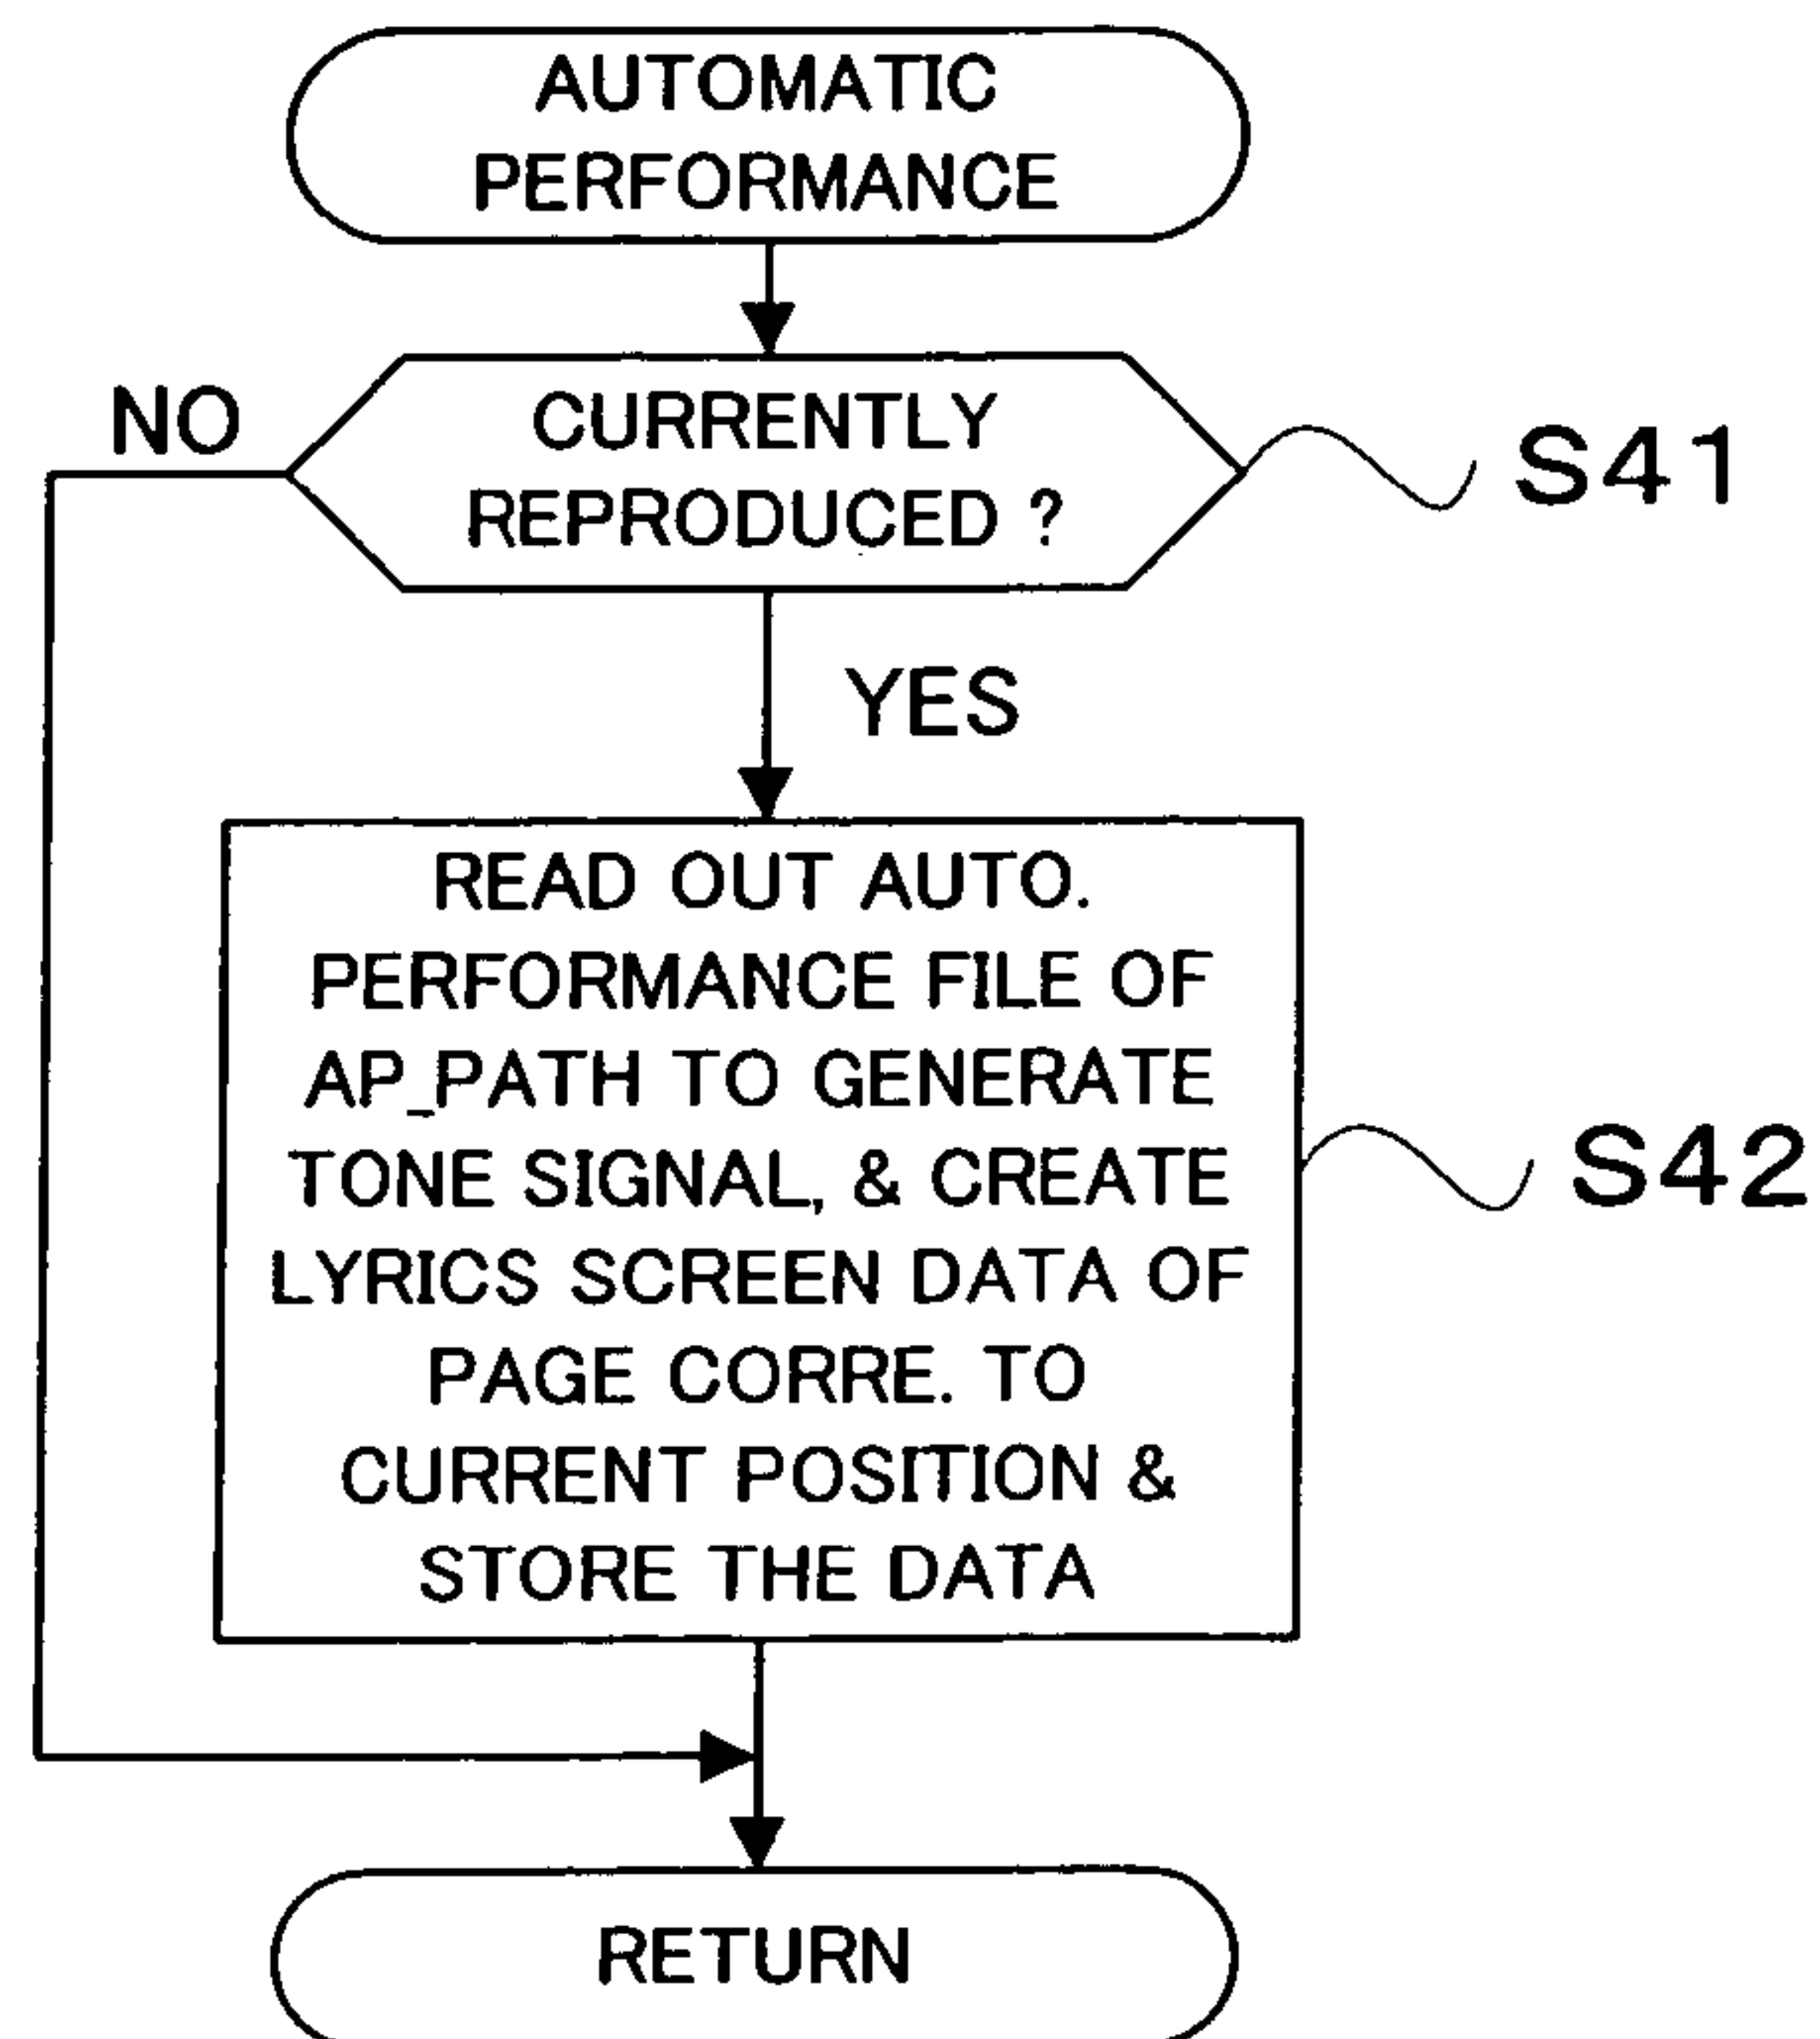 AUTOMATIC
PERFORMANCE
NO
CURRENTLY
REPRODUCED ?
S41
YES
READ OUT AUTO.
PERFORMANCE FILE OF
AP_PATH TO GENERATE
TONE SIGNAL, & CREATE
LYRICS SCREEN DATA OF
PAGE CORRE. TO
CURRENT POSITION &
STORE THE DATA
S42
RETURN